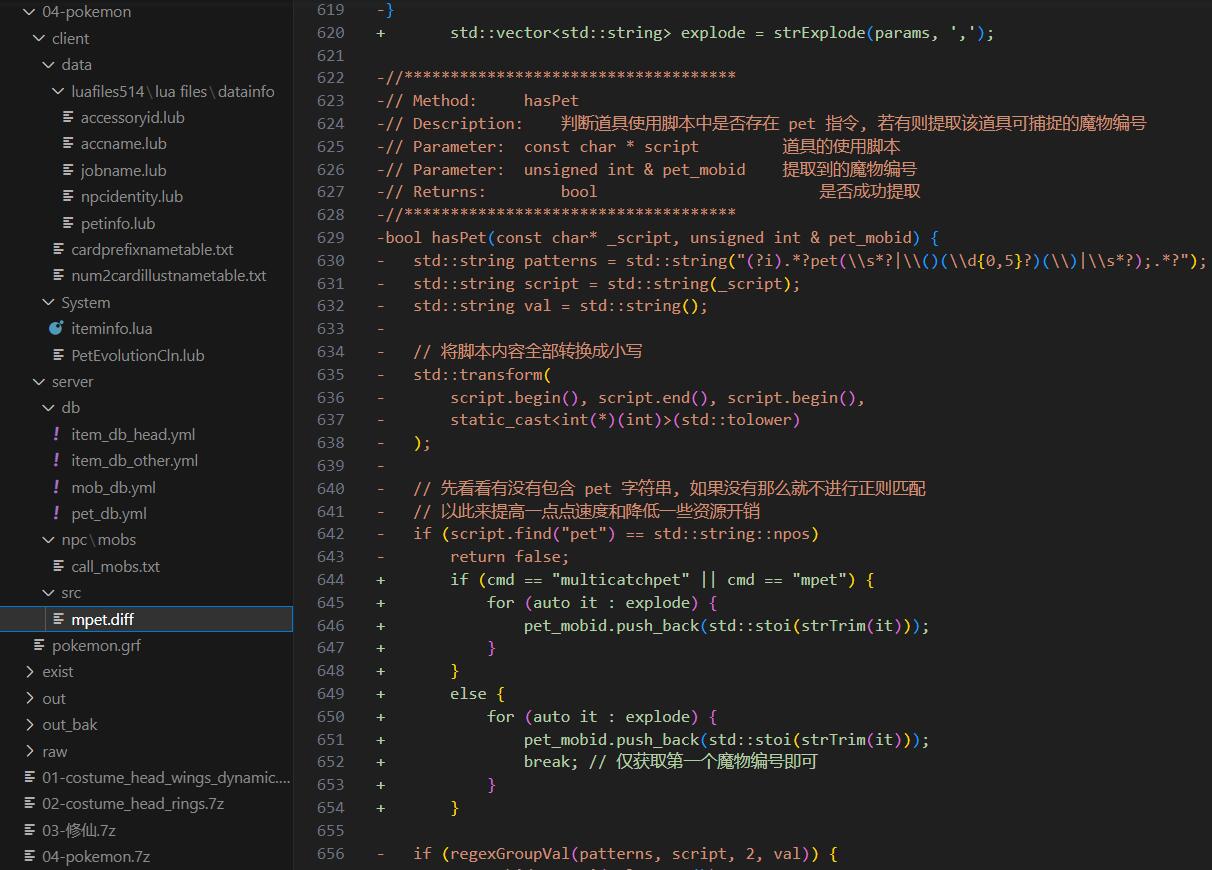 04-pokemon
client
data
luafiles514\lua files\datainfo
accessoryid.lub
accname.lub
jobname.lub
npcidentity.lub
petinfo.lub
cardprefixnametable.txt
num2cardillustnametable.txt
System
iteminfo.lua
PetEvolutionCln.lub
server
db
item_db_head.yml
item_db_other.yml
mob_db.yml
pet_db.yml
npc\mobs
call_mobs.txt
src
mpet.diff
pokemon.grf
exist
out
out_bak
raw
01-costume_head_wings_dynamic....
02-costume_head_rings.7z
03-修仙.7z
04-pokemon.7z
619 -}
620 + std::vector<std::string> explode = strExplode(params, ',');
621
622 -//************************************
623 -// Method: hasPet
624 -// Description: 判断道具使用脚本中是否存在 pet 指令, 若有则提取该道具可捕捉的魔物编号
625 -// Parameter: const char * script 道具的使用脚本
626 -// Parameter: unsigned int & pet_mobid 提取到的魔物编号
627 -// Returns: bool 是否成功提取
628 -//************************************
629 -bool hasPet(const char* _script, unsigned int & pet_mobid) {
630 - std::string patterns = std::string("(?i).*?pet(\\s*?|\\()(\\d{0,5}?)(\\)|\\s*?);.*?");
631 - std::string script = std::string(_script);
632 - std::string val = std::string();
633 -
634 - // 将脚本内容全部转换成小写
635 - std::transform(
636 - script.begin(), script.end(), script.begin(),
637 - static_cast<int(*)(int)>(std::tolower)
638 - );
639 -
640 - // 先看看有没有包含 pet 字符串, 如果没有那么就不进行正则匹配
641 - // 以此来提高一点点速度和降低一些资源开销
642 - if (script.find("pet") == std::string::npos)
643 - return false;
644 + if (cmd == "multicatchpet" || cmd == "mpet") {
645 + for (auto it : explode) {
646 + pet_mobid.push_back(std::stoi(strTrim(it)));
647 + }
648 + }
649 + else {
650 + for (auto it : explode) {
651 + pet_mobid.push_back(std::stoi(strTrim(it)));
652 + break; // 仅获取第一个魔物编号即可
653 + }
654 + }
655
656 - if (regexGroupVal(patterns, script, 2, val)) {